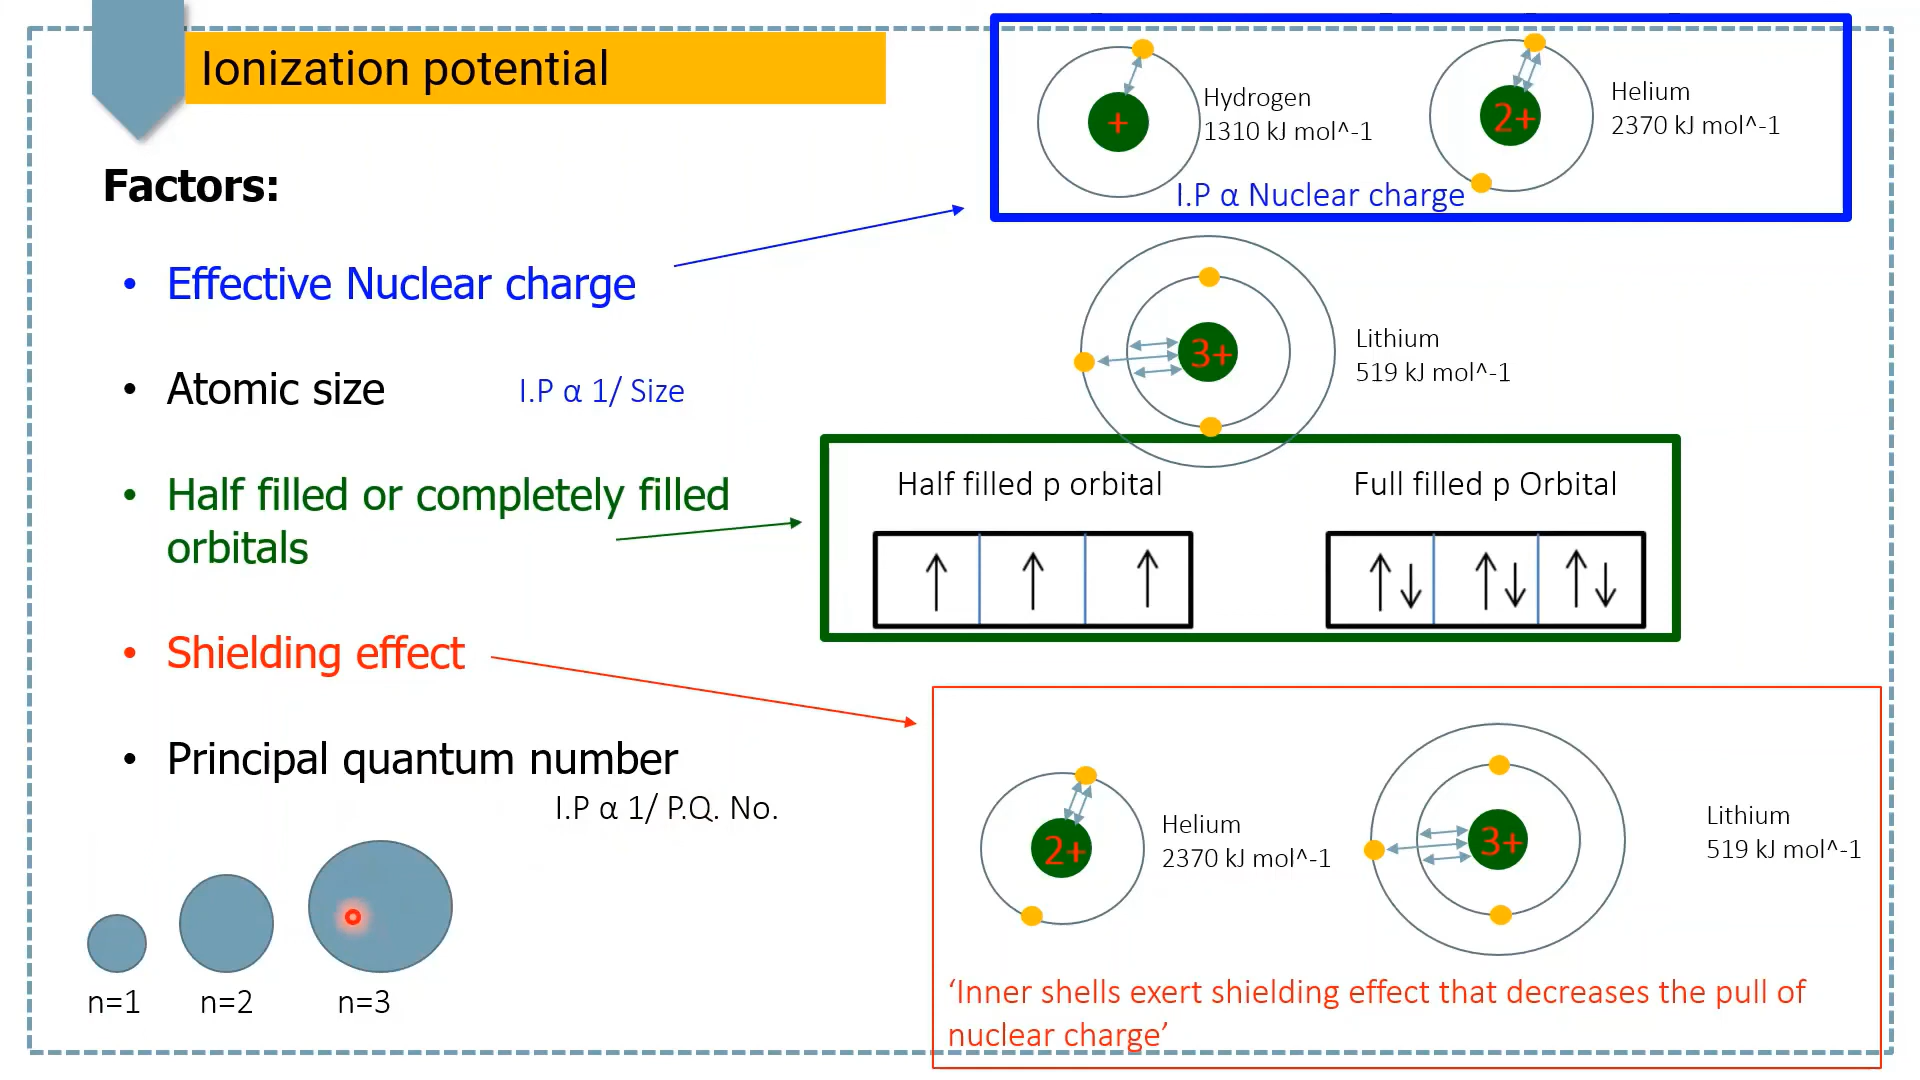 Ionization potential
Factors:
• Effective Nuclear charge
• Atomic size
I.P α 1/ Size
• Half filled or completely filled
orbitals
• Shielding effect
• Principal quantum number
I.P α 1/ P.Q. No.
n=1
n=2
n=3
+
Hydrogen
1310 kJ mol^-1
2+
Helium
2370 kJ mol^-1
I.P α Nuclear charge
3+
Lithium
519 kJ mol^-1
Half filled p orbital
Full filled p Orbital
2+
Helium
2370 kJ mol^-1
3+
Lithium
519 kJ mol^-1
‘Inner shells exert shielding effect that decreases the pull of
nuclear charge’